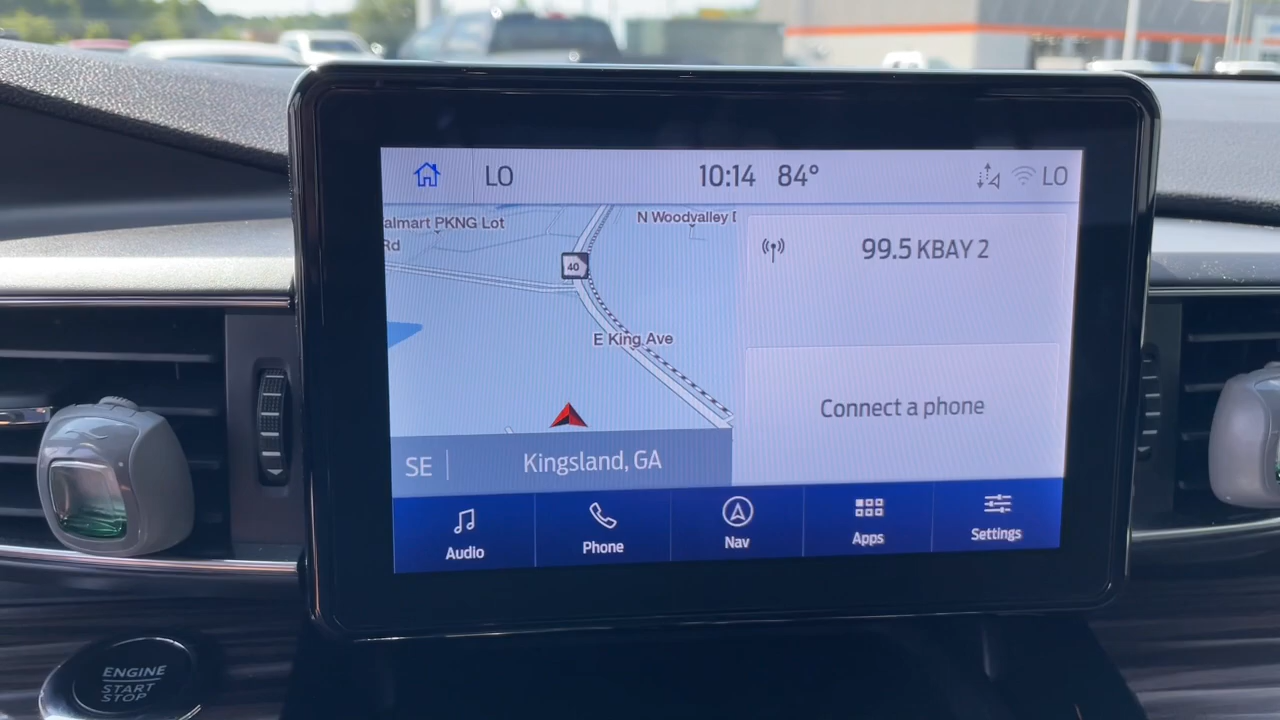 LO 10:14 84° LO
almart PKNG Lot
Rd
N Woodvalley D
40
E King Ave
99.5 KBAY 2
Connect a phone
SE Kingsland, GA
Audio Phone Nav Apps Settings
ENGINE
START
STOP